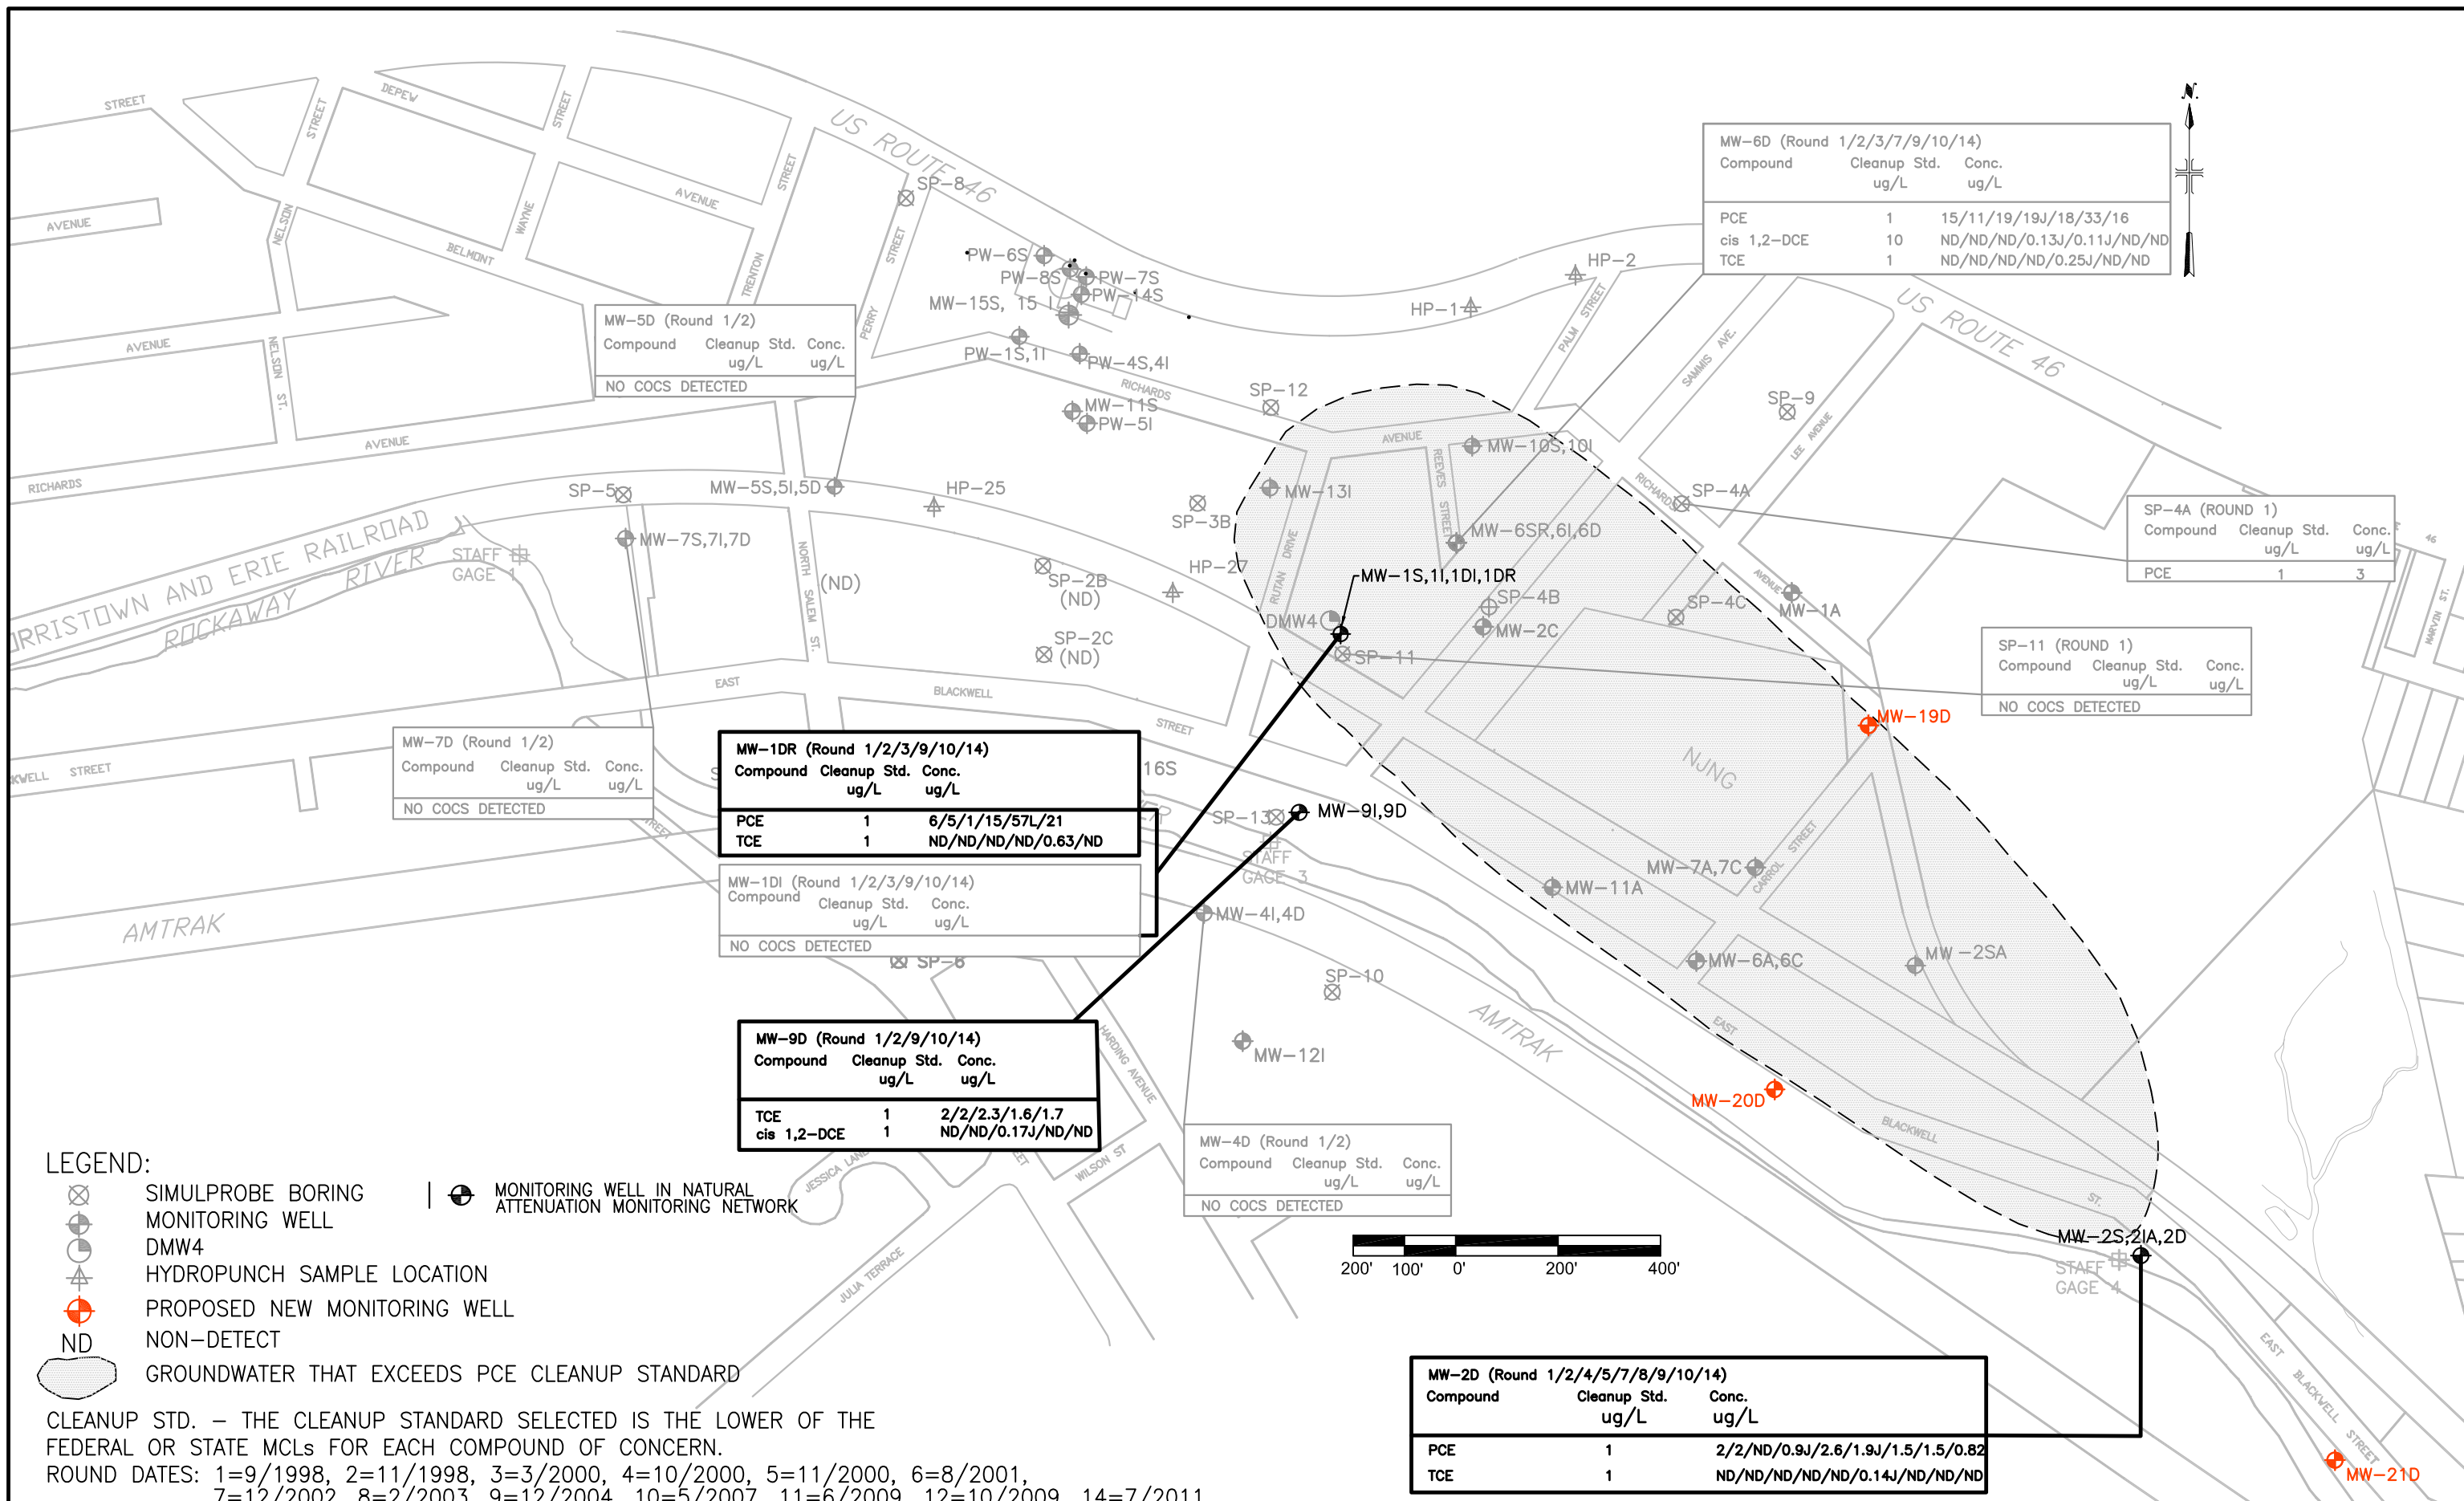 N.
STREET
DEPEW
STREET
STREET
AVENUE
STREET
US ROUTE 46
AVENUE
NELSON
WAYNE
BELMONT
TRENTON
PERRY
STREET
SP-8
PW-6S
PW-8S
PW-7S
PW-14S
MW-15S, 15 I
PW-1S,1I
PW-4S,4I
MW-11S
PW-5I
RICHARDS
HP-1
HP-2
PALM STREET
SAMMIS AVE.
US ROUTE 46
SP-9
LEE AVENUE
MW-6D (Round 1/2/3/7/9/10/14)
Compound Cleanup Std. Conc.
ug/L ug/L
PCE 1 15/11/19/19J/18/33/16
cis 1,2-DCE 10 ND/ND/ND/0.13J/0.11J/ND/ND
TCE 1 ND/ND/ND/ND/0.25J/ND/ND
MW-5D (Round 1/2)
Compound Cleanup Std. Conc.
ug/L ug/L
NO COCS DETECTED
AVENUE
NELSON ST.
AVENUE
RICHARDS
SP-12
AVENUE
REEVES STREET
MW-10S,10I
MW-13I
SP-5
MW-5S,5I,5D
HP-25
SP-3B
RICHARDS
AVENUE
SP-4A
SP-4A (ROUND 1)
Compound Cleanup Std. Conc.
ug/L ug/L
PCE 1 3
46
MARVIN ST.
ORRISTOWN AND ERIE RAILROAD
ROCKAWAY RIVER
STAFF
GAGE 1
MW-7S,7I,7D
NORTH SALEM ST.
(ND)
SP-2B
(ND)
HP-27
RUTAN DRIVE
MW-6SR,6I,6D
MW-1S,1I,1DI,1DR
SP-4B
DMW4
MW-2C
SP-4C
MW-1A
SP-2C
(ND)
SP-11
SP-11 (ROUND 1)
Compound Cleanup Std. Conc.
ug/L ug/L
NO COCS DETECTED
EAST
BLACKWELL
STREET
KWELL STREET
MW-7D (Round 1/2)
Compound Cleanup Std. Conc.
ug/L ug/L
NO COCS DETECTED
S
MW-1DR (Round 1/2/3/9/10/14)
Compound Cleanup Std. Conc.
ug/L ug/L
PCE 1 6/5/1/15/57L/21
TCE 1 ND/ND/ND/ND/0.63/ND
16S
MW-19D
NJNG
SP-13
MW-9I,9D
STAFF
GAGE 3
MW-1DI (Round 1/2/3/9/10/14)
Compound Cleanup Std. Conc.
ug/L ug/L
NO COCS DETECTED
MW-7A,7C
CARROL STREET
MW-11A
AMTRAK
MW-4I,4D
SP-6
SP-10
MW-6A,6C
MW-2SA
AMTRAK
EAST
MW-9D (Round 1/2/9/10/14)
Compound Cleanup Std. Conc.
ug/L ug/L
TCE 1 2/2/2.3/1.6/1.7
cis 1,2-DCE 1 ND/ND/0.17J/ND/ND
HARDING AVENUE
MW-12I
MW-20D
BLACKWELL
ST.
MW-4D (Round 1/2)
Compound Cleanup Std. Conc.
ug/L ug/L
NO COCS DETECTED
JESSICA LANE
WILSON ST
JULIA TERRACE
LEGEND:
SIMULPROBE BORING
MONITORING WELL IN NATURAL
ATTENUATION MONITORING NETWORK
MONITORING WELL
DMW4
HYDROPUNCH SAMPLE LOCATION
PROPOSED NEW MONITORING WELL
ND NON-DETECT
GROUNDWATER THAT EXCEEDS PCE CLEANUP STANDARD
200' 100' 0' 200' 400'
MW-2S,2IA,2D
STAFF
GAGE 4
EAST BLACKWELL STREET
MW-21D
MW-2D (Round 1/2/4/5/7/8/9/10/14)
Compound Cleanup Std. Conc.
ug/L ug/L
PCE 1 2/2/ND/0.9J/2.6/1.9J/1.5/1.5/0.82
TCE 1 ND/ND/ND/ND/ND/0.14J/ND/ND/ND
CLEANUP STD. – THE CLEANUP STANDARD SELECTED IS THE LOWER OF THE
FEDERAL OR STATE MCLs FOR EACH COMPOUND OF CONCERN.
ROUND DATES: 1=9/1998, 2=11/1998, 3=3/2000, 4=10/2000, 5=11/2000, 6=8/2001,
7=12/2002, 8=2/2003, 9=12/2004, 10=5/2007, 11=6/2009, 12=10/2009, 14=7/2011